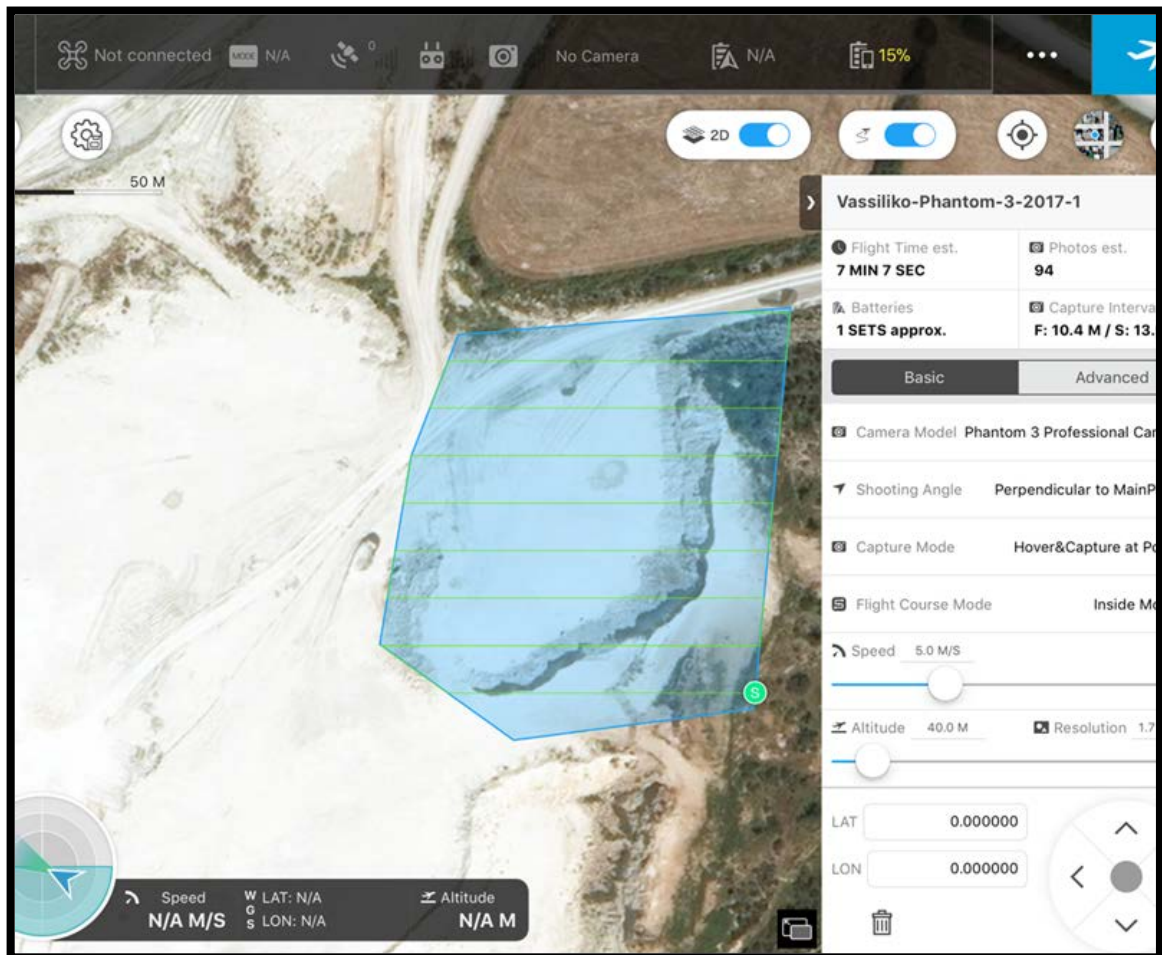 Not connected MODE N/A 0 No Camera N/A 15%
2D
50 M
Vassiliko-Phantom-3-2017-1
Flight Time est. Photos est.
7 MIN 7 SEC 94
Batteries Capture Interva
1 SETS approx. F: 10.4 M / S: 13.
Basic Advanced
Camera Model Phantom 3 Professional Car
Shooting Angle Perpendicular to MainP
Capture Mode Hover&Capture at Po
Flight Course Mode Inside Mo
Speed 5.0 M/S
S
Altitude 40.0 M Resolution 1.7
LAT 0.000000
LON 0.000000
Speed WGS LAT: N/A Altitude
N/A M/S LON: N/A N/A M